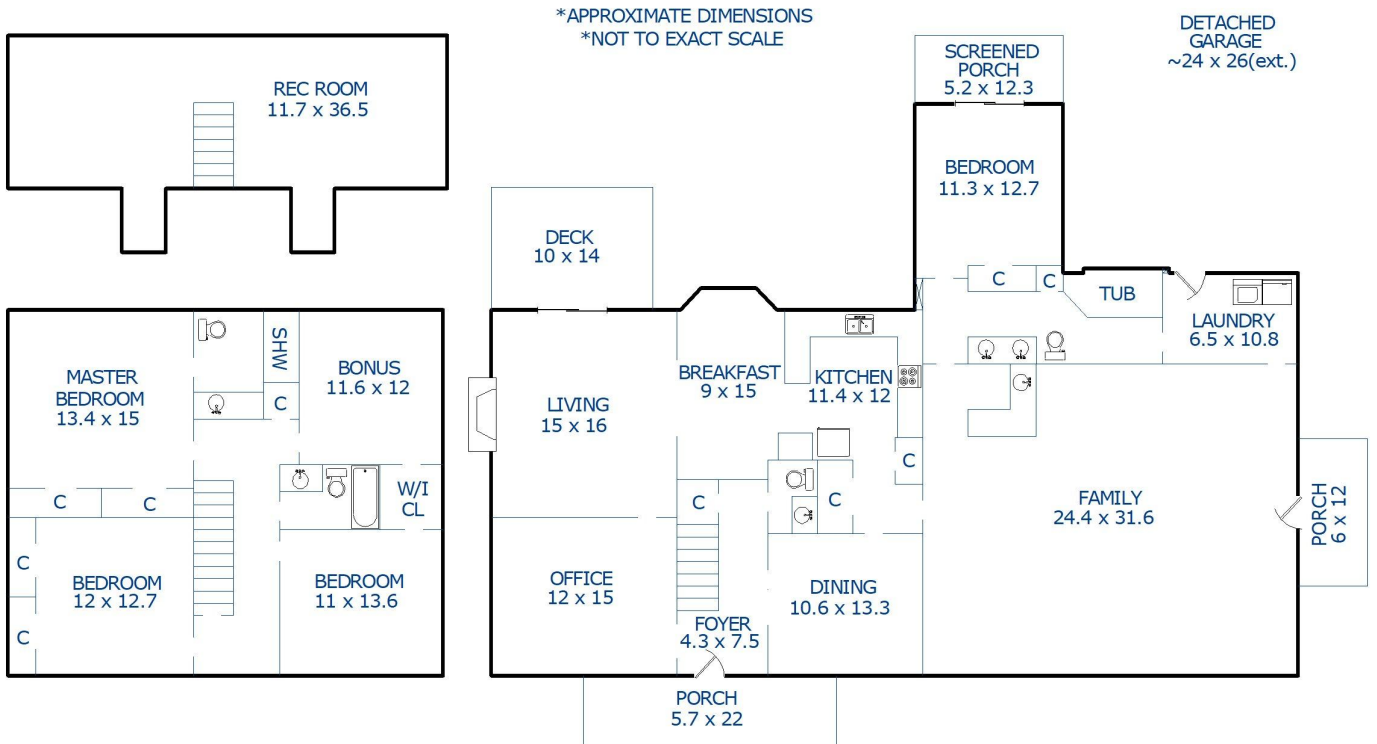 *APPROXIMATE DIMENSIONS
*NOT TO EXACT SCALE
DETACHED
GARAGE
~24 x 26(ext.)
REC ROOM
11.7 x 36.5
SCREENED
PORCH
5.2 x 12.3
BEDROOM
11.3 x 12.7
DECK
10 x 14
C
C
TUB
LAUNDRY
6.5 x 10.8
MASTER
BEDROOM
13.4 x 15
SHW
C
BONUS
11.6 x 12
C
C
W/I
CL
C
C
BEDROOM
12 x 12.7
BEDROOM
11 x 13.6
LIVING
15 x 16
BREAKFAST
9 x 15
KITCHEN
11.4 x 12
C
C
C
OFFICE
12 x 15
FOYER
4.3 x 7.5
DINING
10.6 x 13.3
FAMILY
24.4 x 31.6
PORCH
6 x 12
PORCH
5.7 x 22